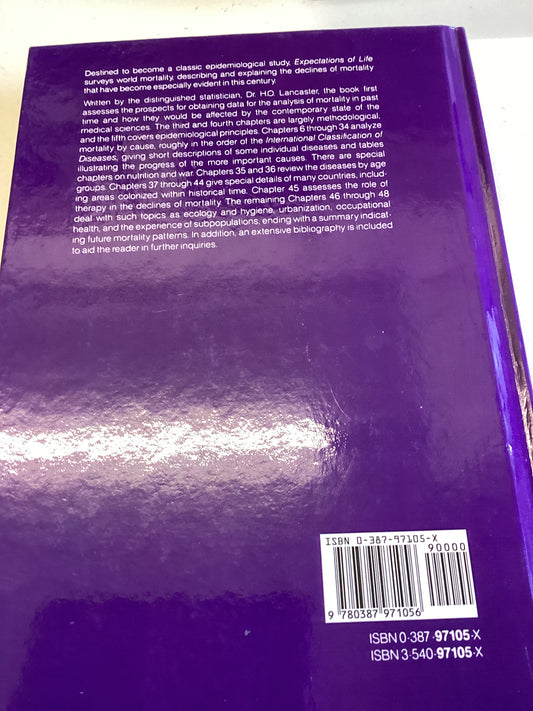 Destined to become a classic epidemiological study, Expectations of Life
surveys world mortality, describing and explaining the declines of mortality
that have become especially evident in this century.
Written by the distinguished statistician, Dr. H.O. Lancaster, the book first
assesses the prospects for obtaining data for the analysis of mortality in past
time and how they would be affected by the contemporary state of the
medical sciences. The third and fourth chapters are largely methodological,
and the fifth covers epidemiological principles. Chapters 6 through 34 analyze
mortality by cause, roughly in the order of the International Classification of
Diseases, giving short descriptions of some individual diseases and tables
illustrating the progress of the more important causes. There are special
chapters on nutrition and war. Chapters 35 and 36 review the diseases by age
groups. Chapters 37 through 44 give special details of many countries, includ-
ing areas colonized within historical time. Chapter 45 assesses the role of
therapy in the declines of mortality. The remaining Chapters 46 through 48
deal with such topics as ecology and hygiene, urbanization, occupational
health, and the experience of subpopulations, ending with a summary indicat-
ing future mortality patterns. In addition, an extensive bibliography is included
to aid the reader in further inquiries.
ISBN 0-387-97105-X
90000
9 780387 971056
ISBN 0-387-97105-X
ISBN 3-540-97105-X